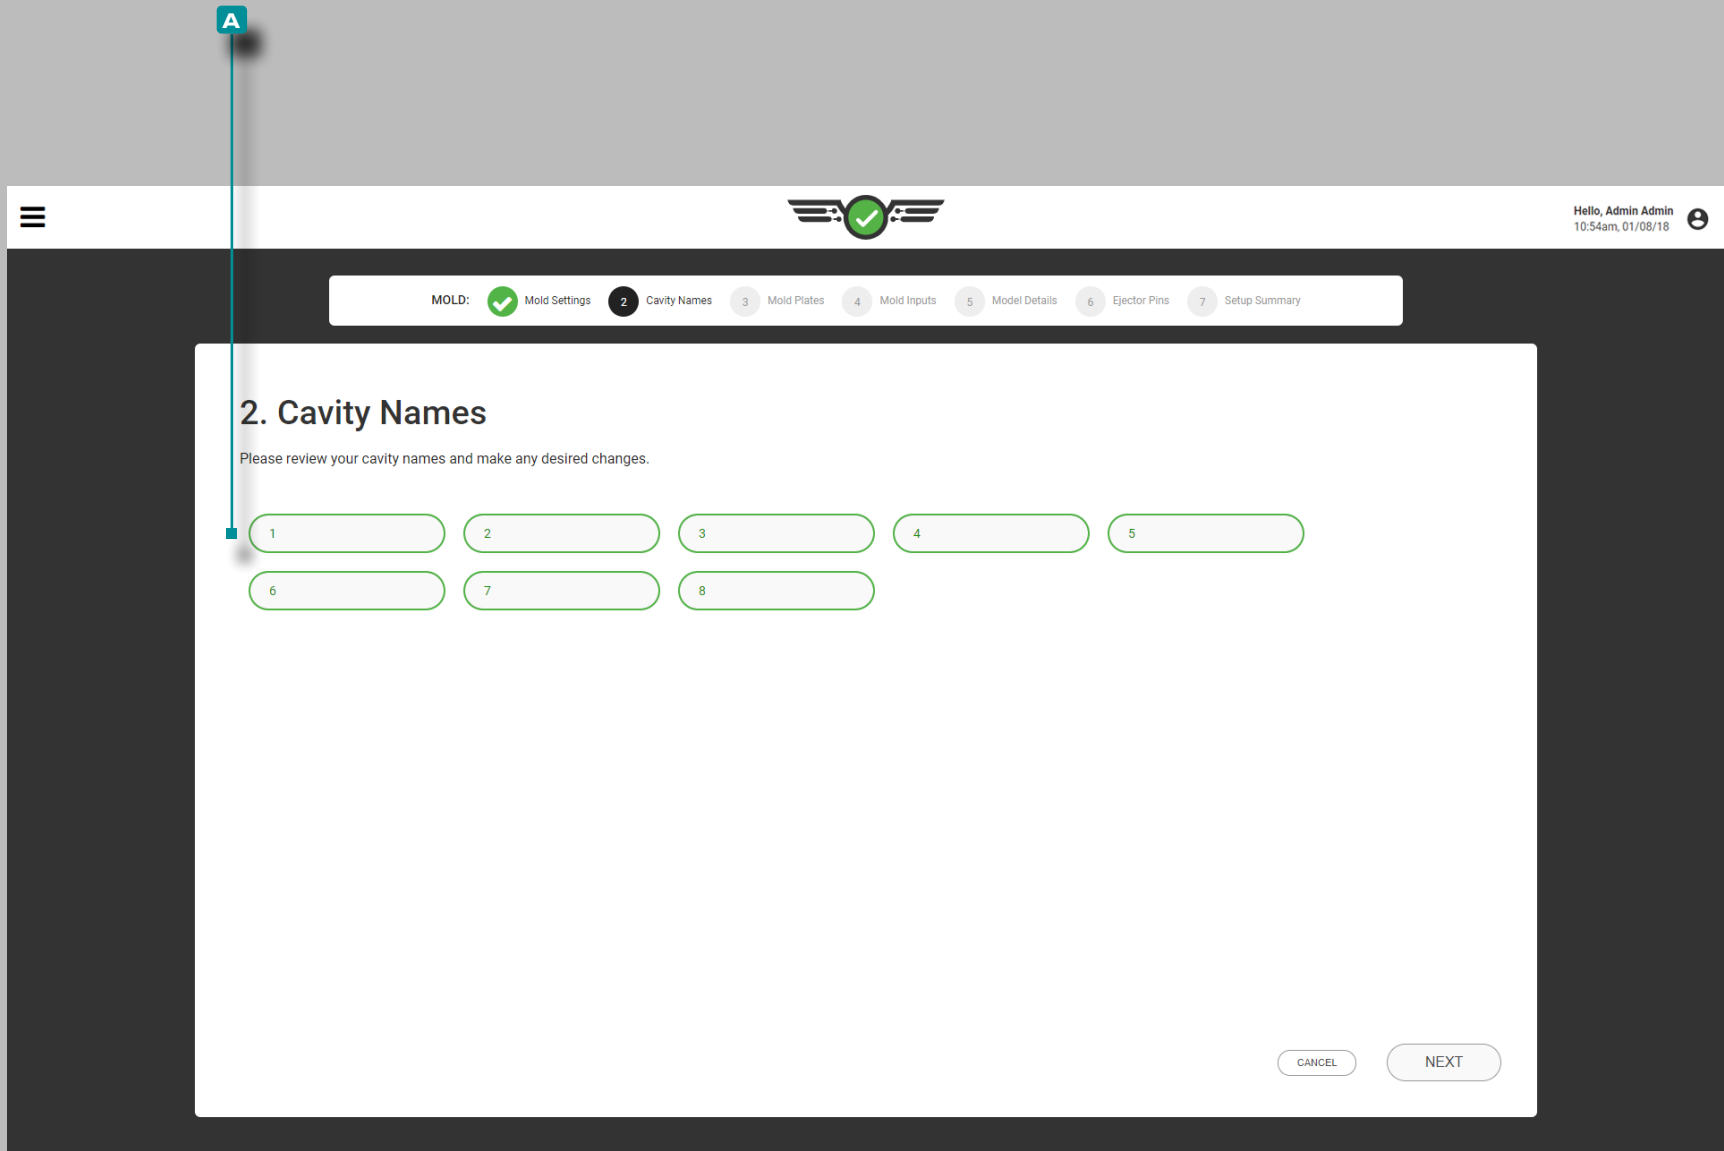 A
Hello, Admin Admin
10:54am, 01/08/18
MOLD: Mold Settings 2 Cavity Names 3 Mold Plates 4 Mold Inputs 5 Model Details 6 Ejector Pins 7 Setup Summary
2. Cavity Names
Please review your cavity names and make any desired changes.
1 2 3 4 5
6 7 8
CANCEL NEXT